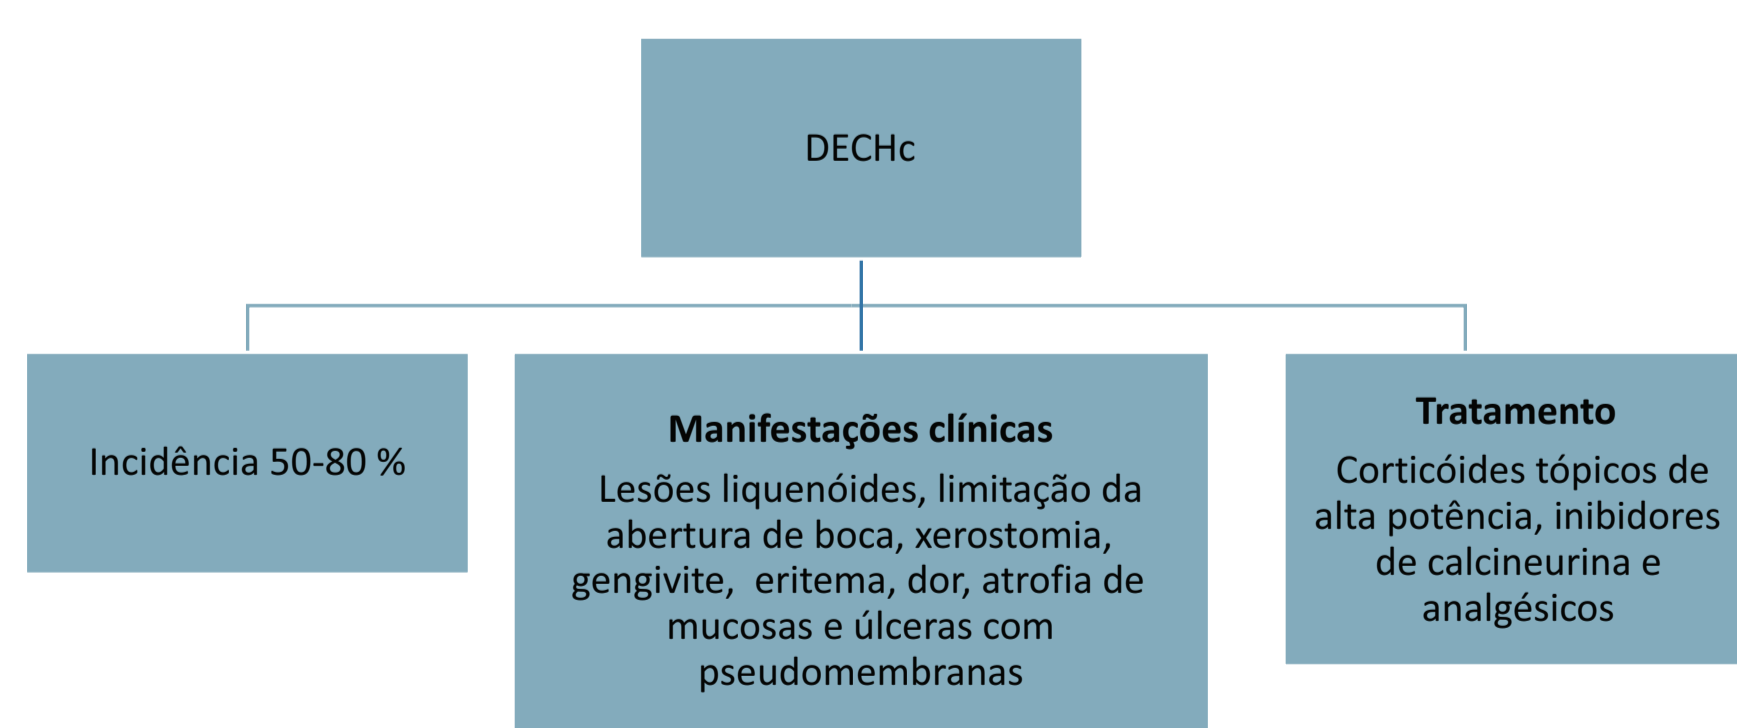 DECHc
Incidência 50-80 %
Manifestações clínicas
Lesões liquenóides, limitação da
abertura de boca, xerostomia,
gengivite,  eritema, dor, atrofia de
mucosas e úlceras com
pseudomembranas
Tratamento
Corticóides tópicos de
alta potência, inibidores
de calcineurina e
analgésicos